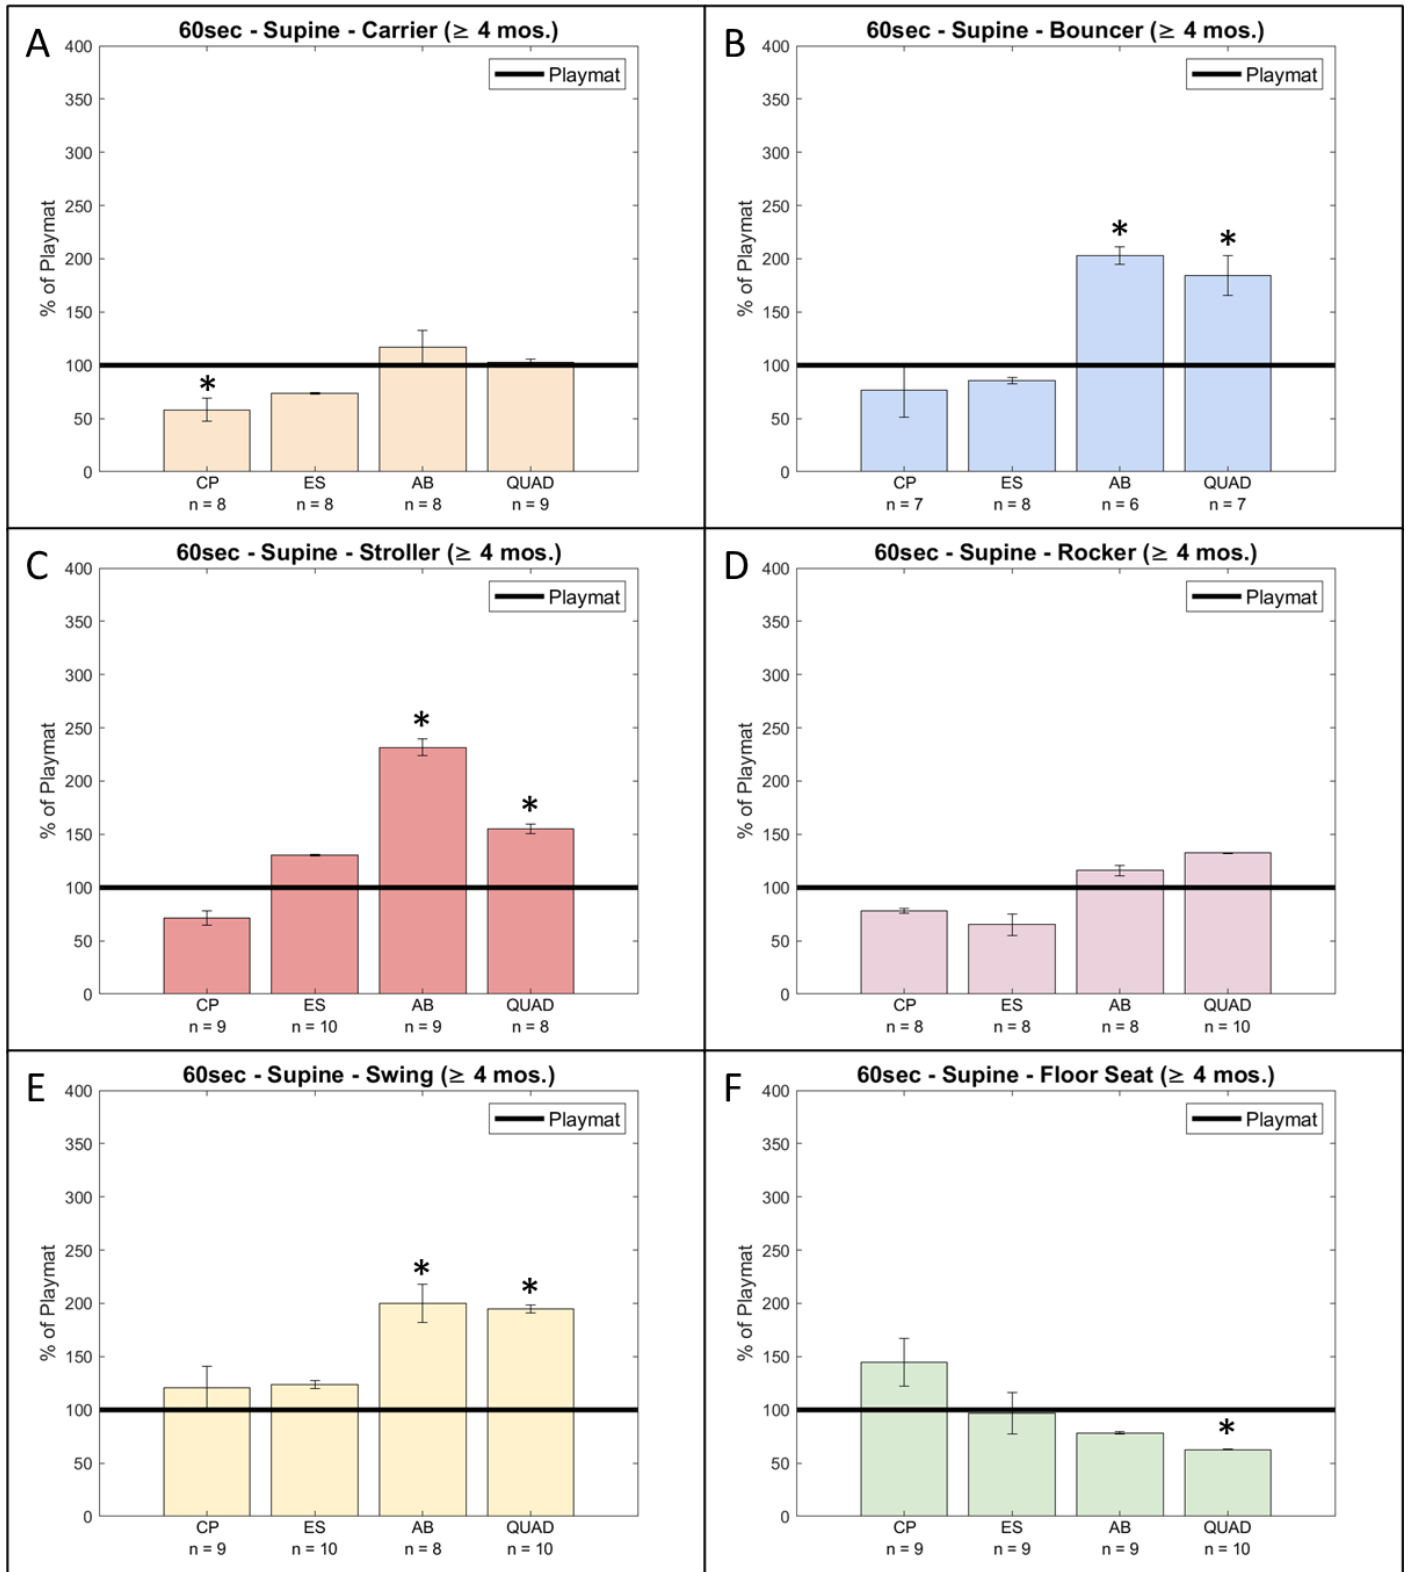 A
60sec - Supine - Carrier (≥ 4 mos.)
Playmat
% of Playmat
400
350
300
250
200
150
100
50
0
*
CP ES AB QUAD
n = 8 n = 8 n = 8 n = 9
B
60sec - Supine - Bouncer (≥ 4 mos.)
Playmat
% of Playmat
400
350
300
250
200
150
100
50
0
* *
CP ES AB QUAD
n = 7 n = 8 n = 6 n = 7
C
60sec - Supine - Stroller (≥ 4 mos.)
Playmat
% of Playmat
400
350
300
250
200
150
100
50
0
* *
CP ES AB QUAD
n = 9 n = 10 n = 9 n = 8
D
60sec - Supine - Rocker (≥ 4 mos.)
Playmat
% of Playmat
400
350
300
250
200
150
100
50
0
CP ES AB QUAD
n = 8 n = 8 n = 8 n = 10
E
60sec - Supine - Swing (≥ 4 mos.)
Playmat
% of Playmat
400
350
300
250
200
150
100
50
0
* *
CP ES AB QUAD
n = 9 n = 10 n = 8 n = 10
F
60sec - Supine - Floor Seat (≥ 4 mos.)
Playmat
% of Playmat
400
350
300
250
200
150
100
50
0
*
CP ES AB QUAD
n = 9 n = 9 n = 9 n = 10